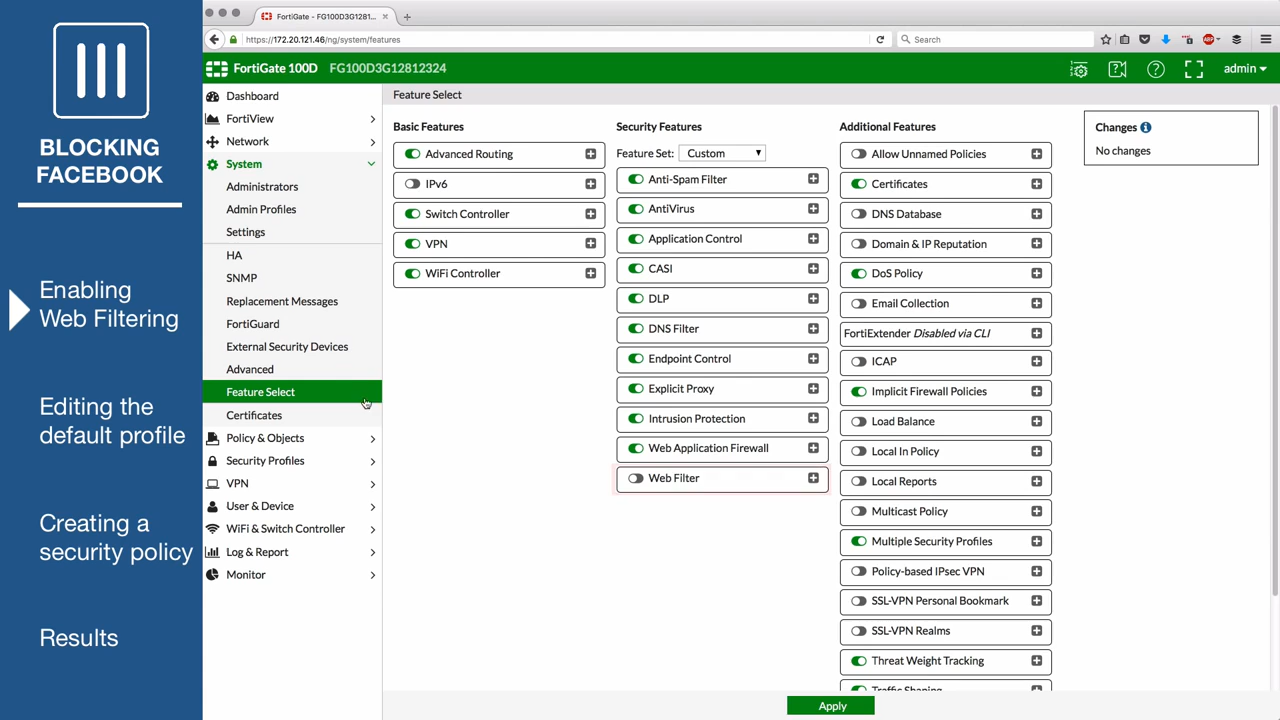 BLOCKING
FACEBOOK
Enabling
Web Filtering
Editing the
default profile
Creating a
security policy
Results
FortiGate - FG100D3G1281...
https://172.20.121.46/ng/system/features
Search
ABP
FortiGate 100D FG100D3G12812324
admin
Dashboard
FortiView
Network
System
Administrators
Admin Profiles
Settings
HA
SNMP
Replacement Messages
FortiGuard
External Security Devices
Advanced
Feature Select
Certificates
Policy & Objects
Security Profiles
VPN
User & Device
WiFi & Switch Controller
Log & Report
Monitor
Feature Select
Basic Features
Advanced Routing
IPv6
Switch Controller
VPN
WiFi Controller
Security Features
Feature Set: Custom
Anti-Spam Filter
AntiVirus
Application Control
CASI
DLP
DNS Filter
Endpoint Control
Explicit Proxy
Intrusion Protection
Web Application Firewall
Web Filter
Additional Features
Allow Unnamed Policies
Certificates
DNS Database
Domain & IP Reputation
DoS Policy
Email Collection
FortiExtender Disabled via CLI
ICAP
Implicit Firewall Policies
Load Balance
Local In Policy
Local Reports
Multicast Policy
Multiple Security Profiles
Policy-based IPsec VPN
SSL-VPN Personal Bookmark
SSL-VPN Realms
Threat Weight Tracking
Traffic Shaping
Changes
No changes
Apply